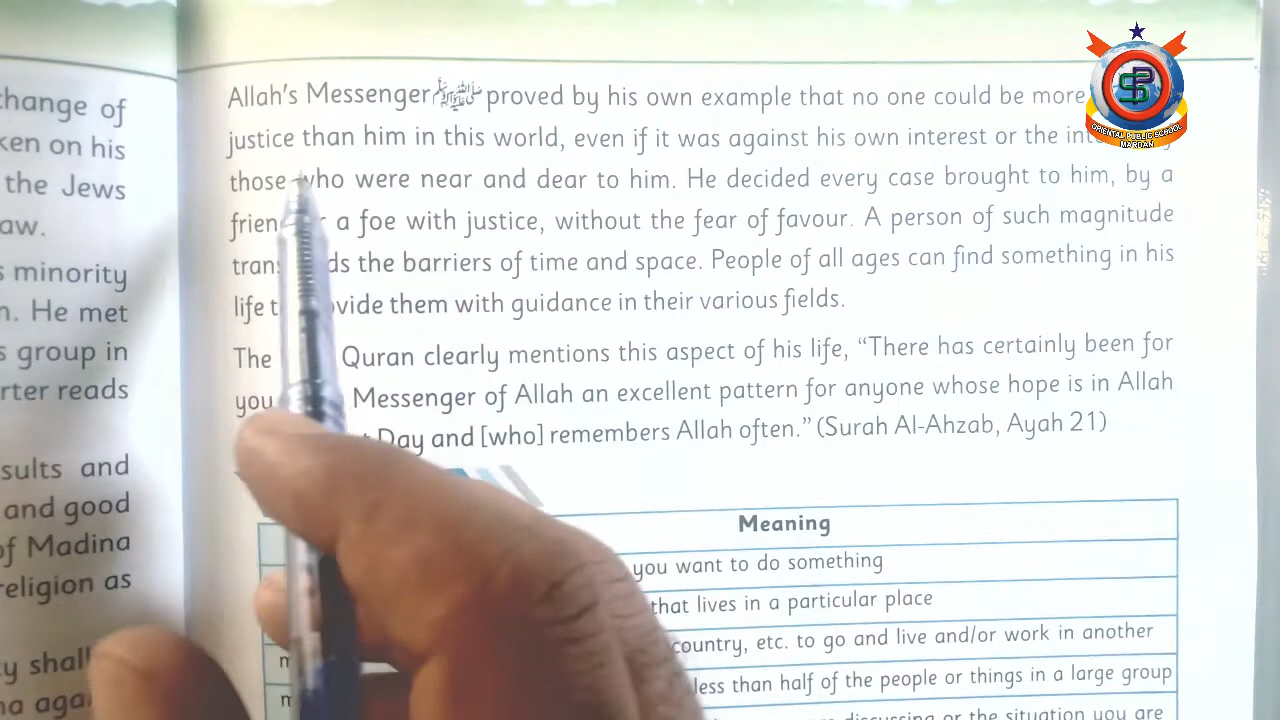 change of
ken on his
the Jews
aw.
s minority
n. He met
s group in
rter reads
sults and
and good
of Madina
religion as
ty shall
na aga
Allah's Messenger ﷺ proved by his own example that no one could be more
justice than him in this world, even if it was against his own interest or the
those who were near and dear to him. He decided every case brought to him, by a
a foe with justice, without the fear of favour. A person of such magnitude
the barriers of time and space. People of all ages can find something in his
life them with guidance in their various fields.
The Quran clearly mentions this aspect of his life, “There has certainly been for
you Messenger of Allah an excellent pattern for anyone whose hope is in Allah
Day and [who] remembers Allah often.” (Surah Al-Ahzab, Ayah 21)
Meaning
you want to do something
that lives in a particular place
country, etc. to go and live and/or work in another
less than half of the people or things in a large group
discussing or the situation you are
ORIENTAL PUBLIC SCHOOL
MARDAN